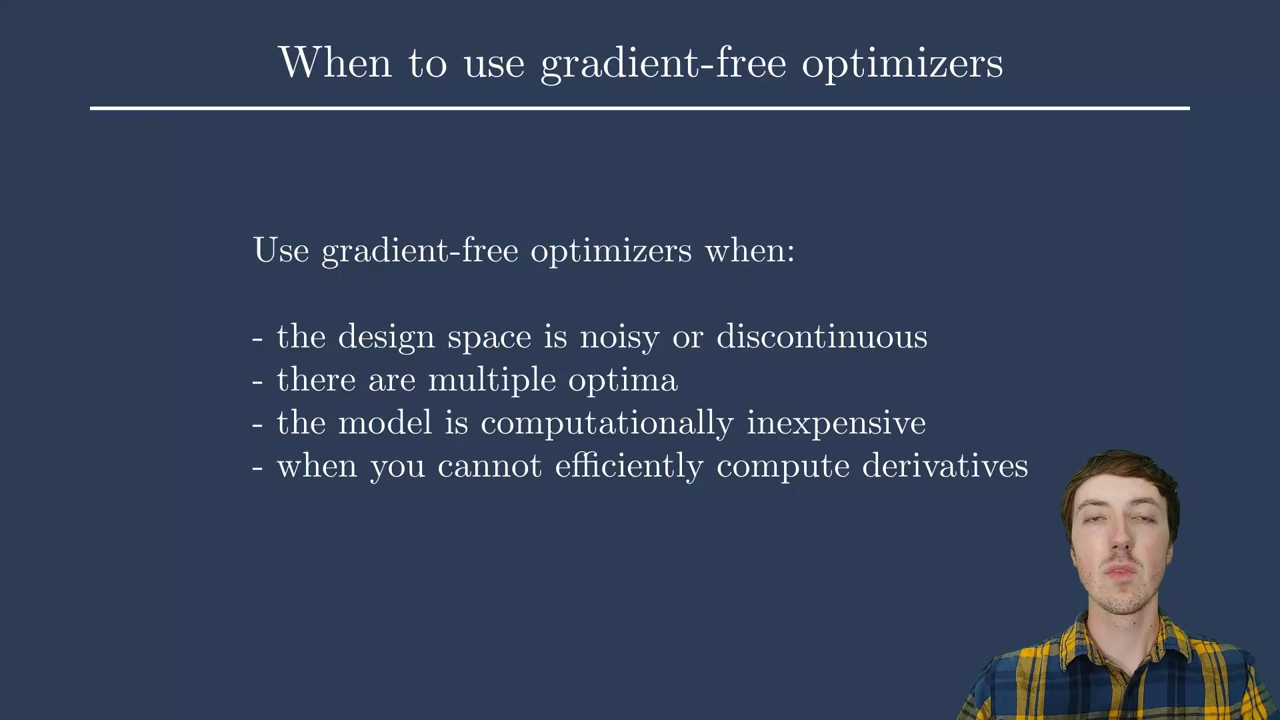 When to use gradient-free optimizers
Use gradient-free optimizers when:
- the design space is noisy or discontinuous
- there are multiple optima
- the model is computationally inexpensive
- when you cannot efficiently compute derivatives